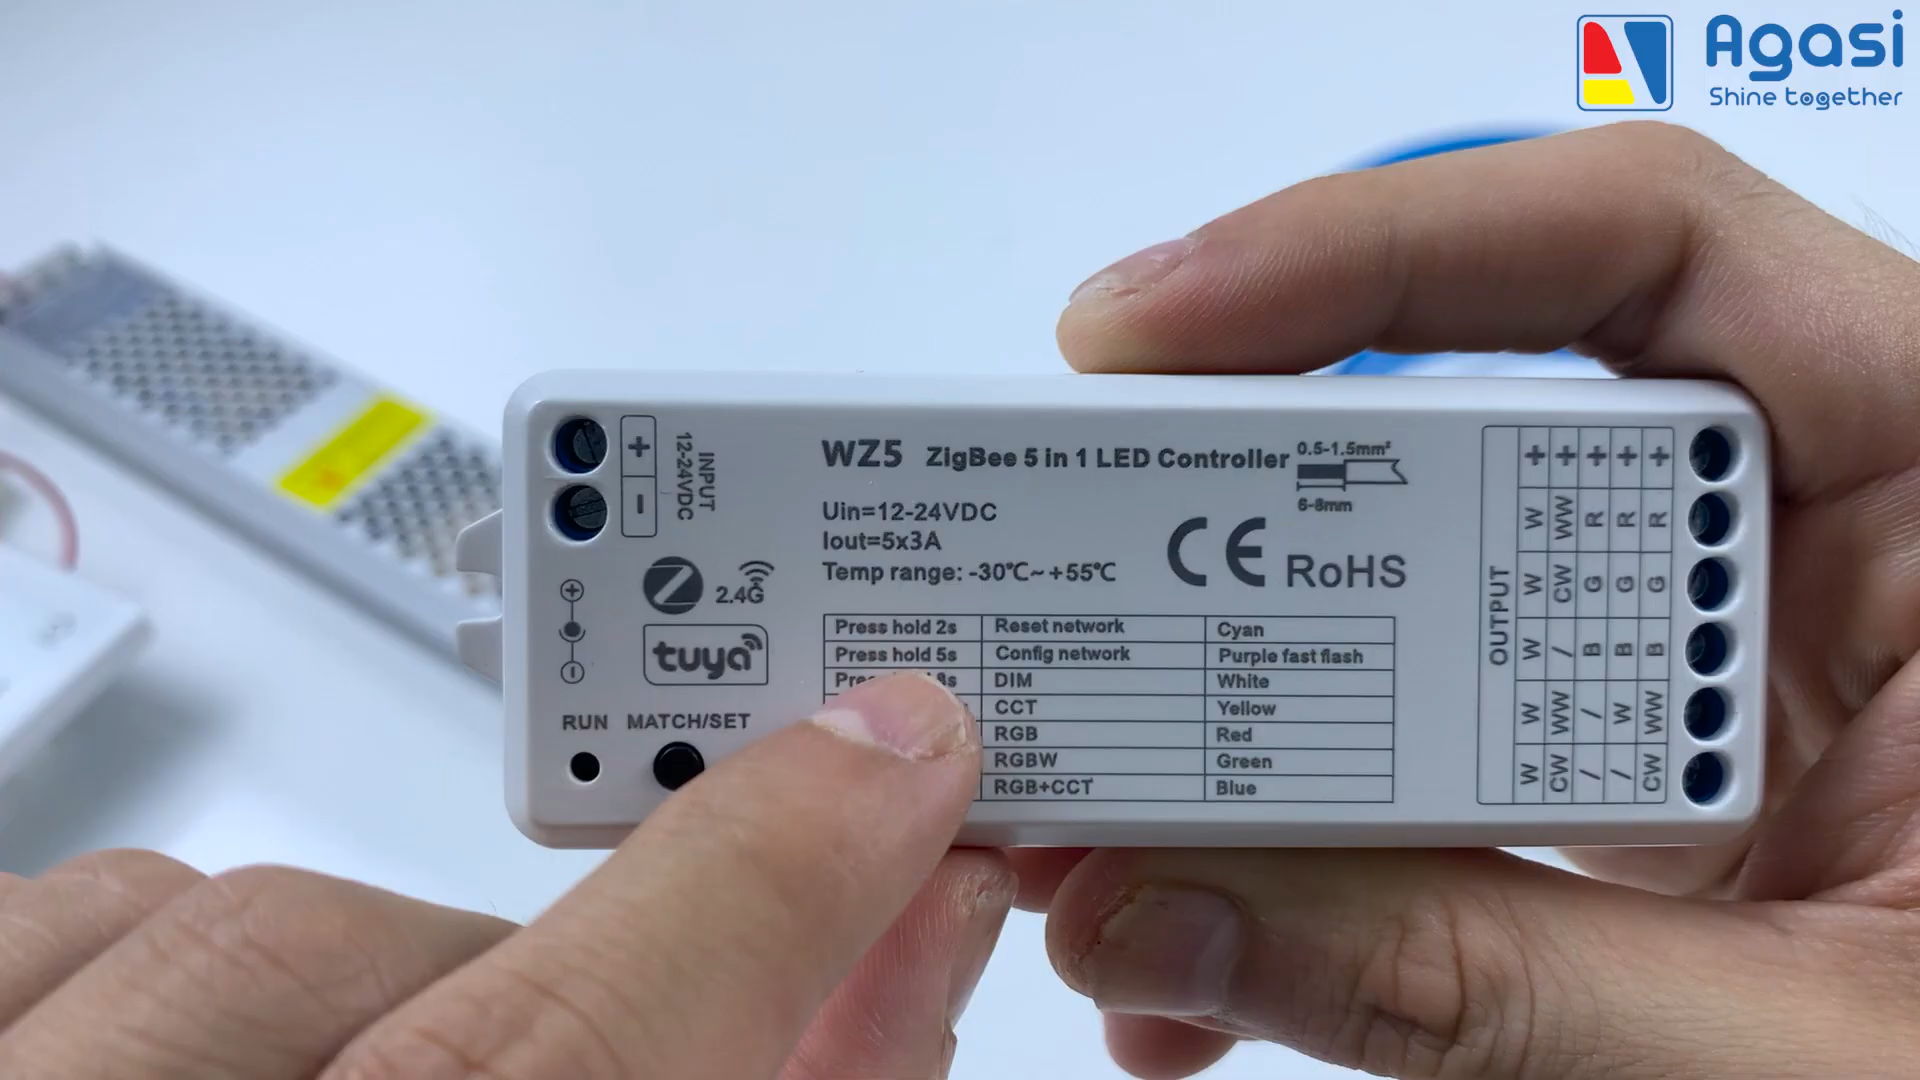 Agasi
Shine together
+
−
INPUT
12-24VDC
WZ5 ZigBee 5 in 1 LED Controller
0.5-1.5mm²
6-8mm
Uin=12-24VDC
Iout=5x3A
Temp range: -30℃~+55℃
CE RoHS
2.4G
tuya
RUN MATCH/SET
Press hold 2s Reset network Cyan
Press hold 5s Config network Purple fast flash
DIM White
CCT Yellow
RGB Red
RGBW Green
RGB+CCT Blue
OUTPUT
+ + + + +
W WW R R R
W CW G G G
W / B B B
W WW / W WW
W CW / / CW